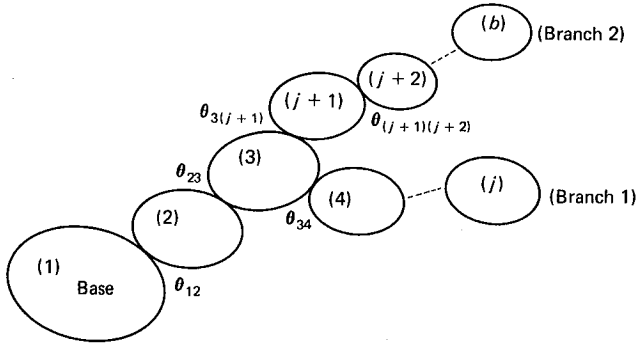 (b) (Branch 2)
(j + 2)
(j + 1)
θ3(j + 1) θ(j + 1)(j + 2)
(3)
θ23
(4) (j) (Branch 1)
(2) θ34
(1)
Base θ12